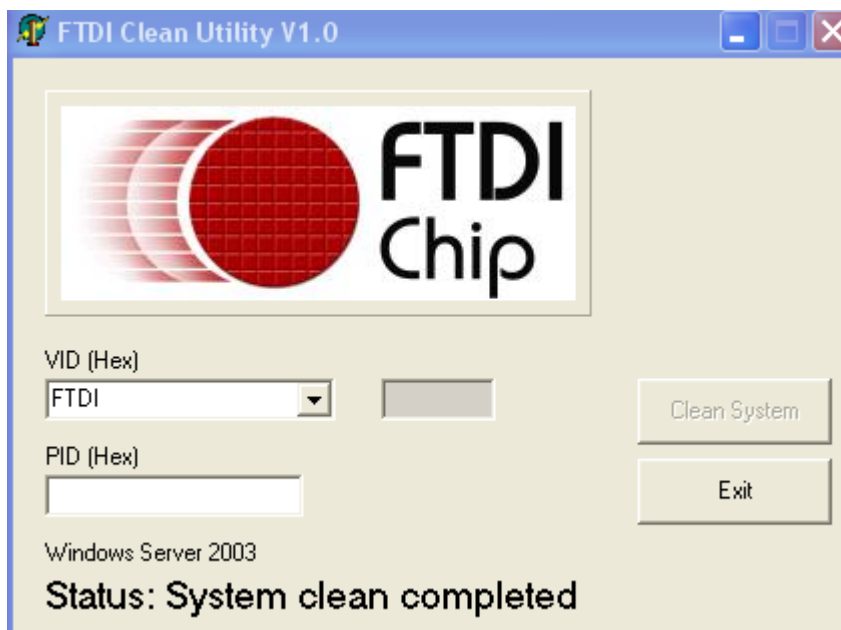 FTDI Clean Utility V1.0
FTDI
Chip
VID (Hex)
FTDI
Clean System
PID (Hex)
Exit
Windows Server 2003
Status: System clean completed